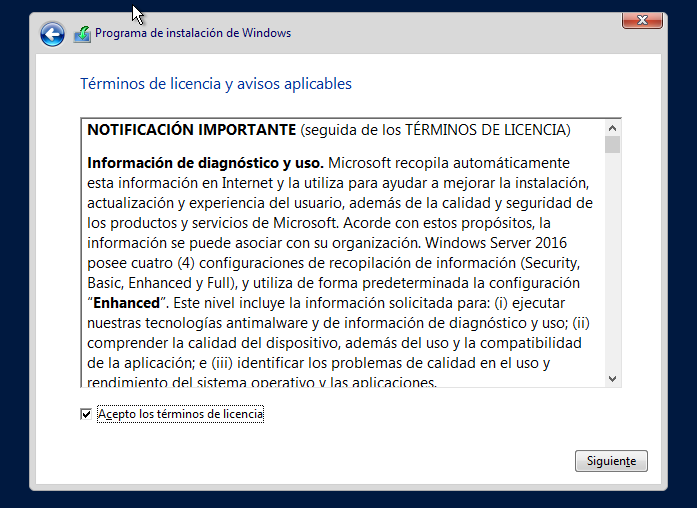 Programa de instalación de Windows
Términos de licencia y avisos aplicables
NOTIFICACIÓN IMPORTANTE (seguida de los TÉRMINOS DE LICENCIA)
Información de diagnóstico y uso. Microsoft recopila automáticamente
esta información en Internet y la utiliza para ayudar a mejorar la instalación,
actualización y experiencia del usuario, además de la calidad y seguridad de
los productos y servicios de Microsoft. Acorde con estos propósitos, la
información se puede asociar con su organización. Windows Server 2016
posee cuatro (4) configuraciones de recopilación de información (Security,
Basic, Enhanced y Full), y utiliza de forma predeterminada la configuración
“Enhanced”. Este nivel incluye la información solicitada para: (i) ejecutar
nuestras tecnologías antimalware y de información de diagnóstico y uso; (ii)
comprender la calidad del dispositivo, además del uso y la compatibilidad
de la aplicación; e (iii) identificar los problemas de calidad en el uso y
rendimiento del sistema operativo y las aplicaciones.
Acepto los términos de licencia
Siguiente